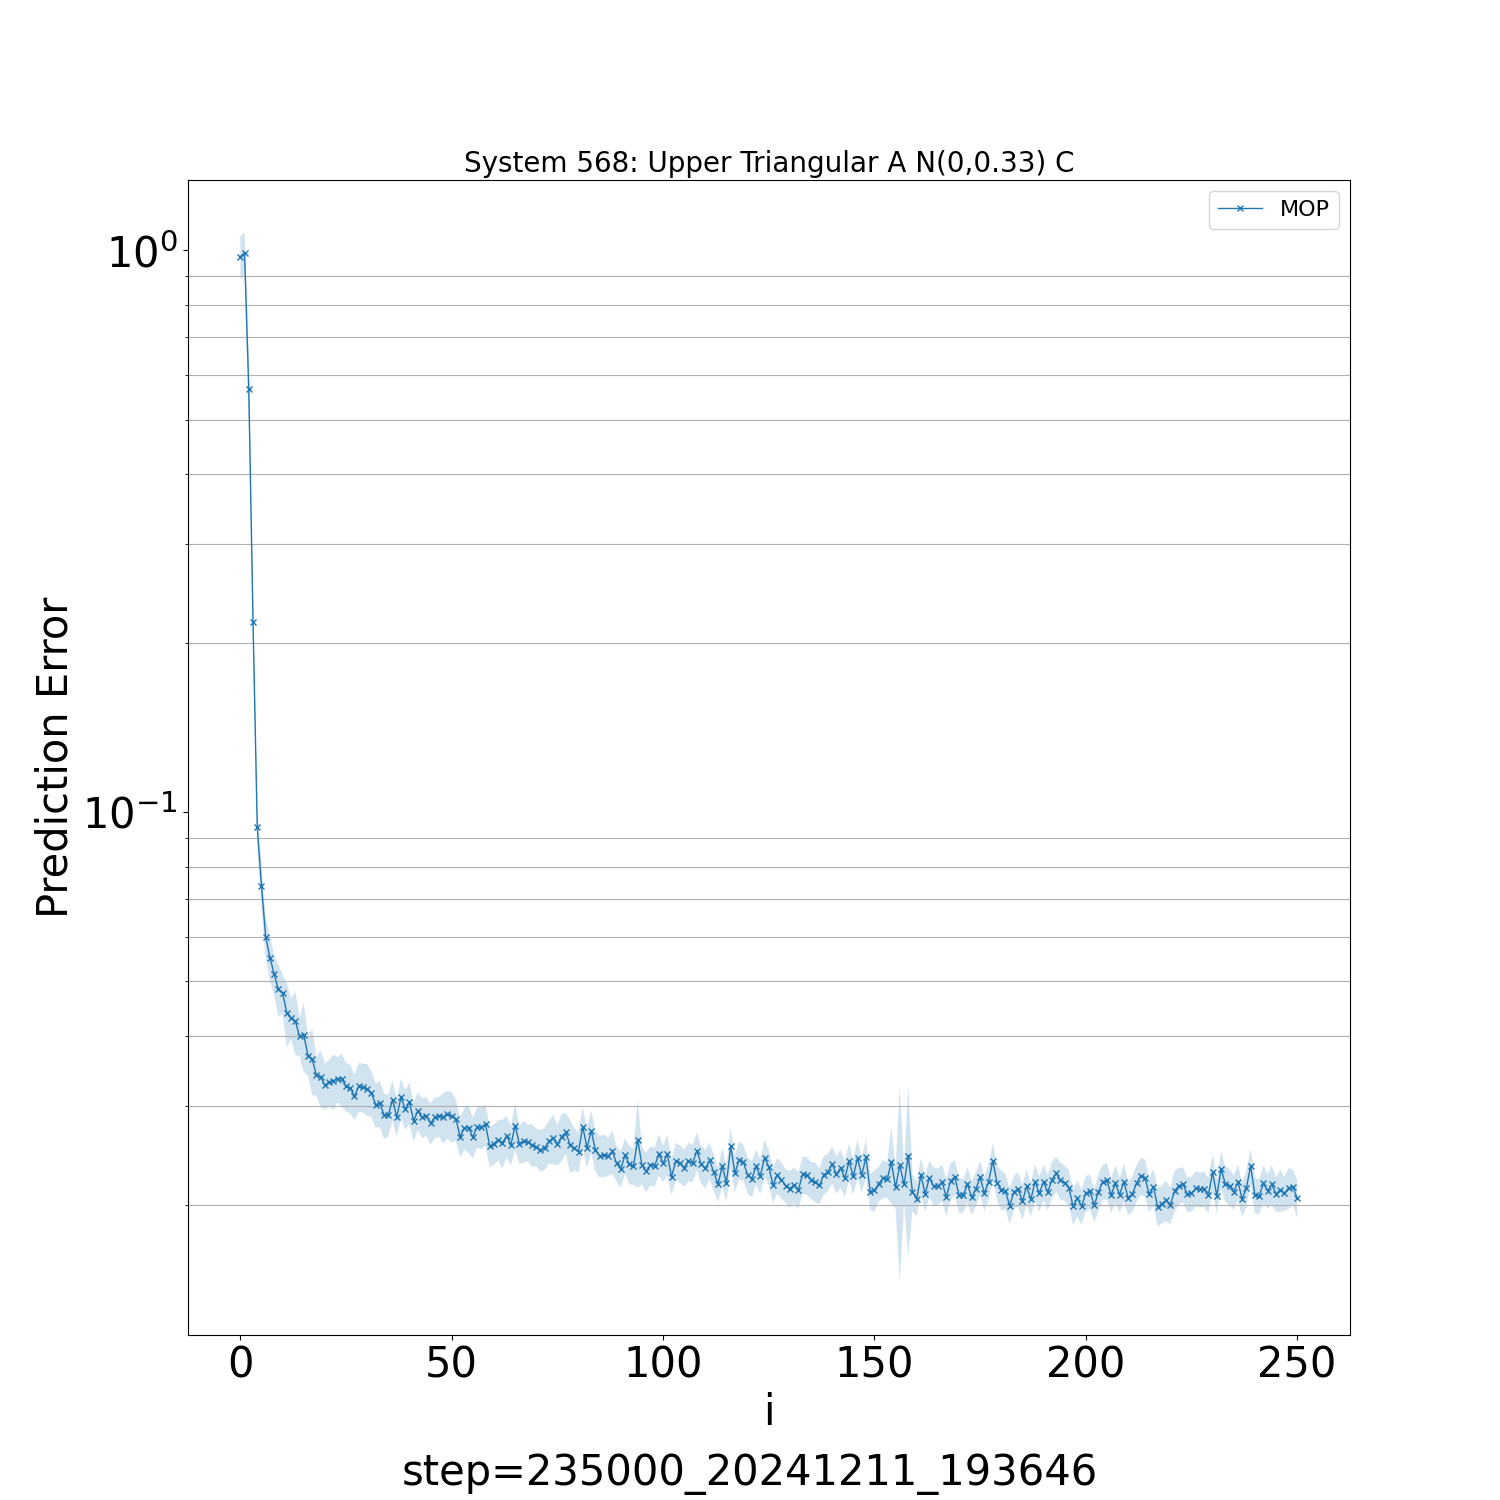 System 568: Upper Triangular A N(0,0.33) C
MOP
10⁰
10⁻¹
Prediction Error
0 50 100 150 200 250
i
step=235000_20241211_193646